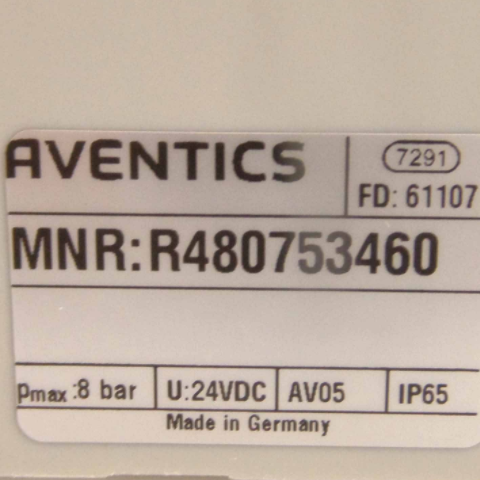 AVENTICS
7291
FD: 61107
MNR:R480753460
pmax:8 bar
U:24VDC
AV05
IP65
Made in Germany